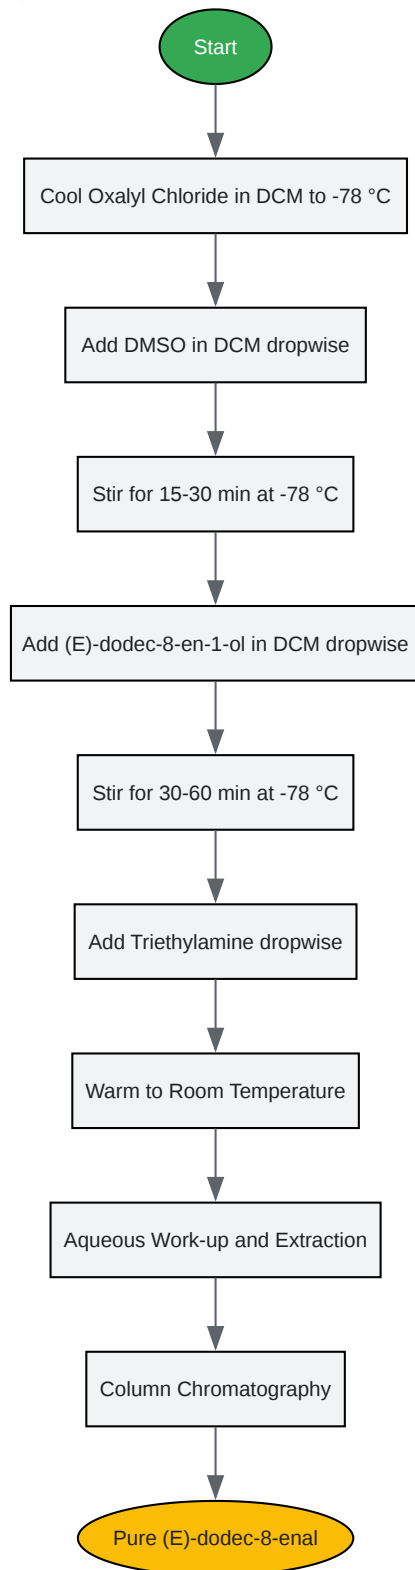 Start
Cool Oxalyl Chloride in DCM to -78 °C
Add DMSO in DCM dropwise
Stir for 15-30 min at -78 °C
Add (E)-dodec-8-en-1-ol in DCM dropwise
Stir for 30-60 min at -78 °C
Add Triethylamine dropwise
Warm to Room Temperature
Aqueous Work-up and Extraction
Column Chromatography
Pure (E)-dodec-8-enal